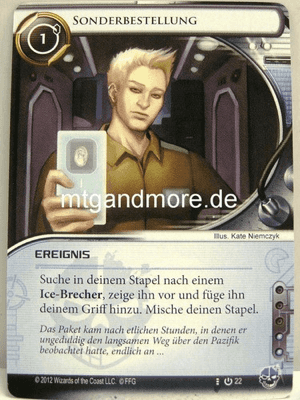 1
SONDERBESTELLUNG
mtgandmore.de
Illus. Kate Niemczyk
EREIGNIS
Suche in deinem Stapel nach einem
Ice-Brecher, zeige ihn vor und füge ihn
deinem Griff hinzu. Mische deinen Stapel.
Das Paket kam nach etlichen Stunden, in denen er
ungeduldig den langsamen Weg über den Pazifik
beobachtet hatte, endlich an ...
© 2012 Wizards of the Coast LLC. © FFG
22